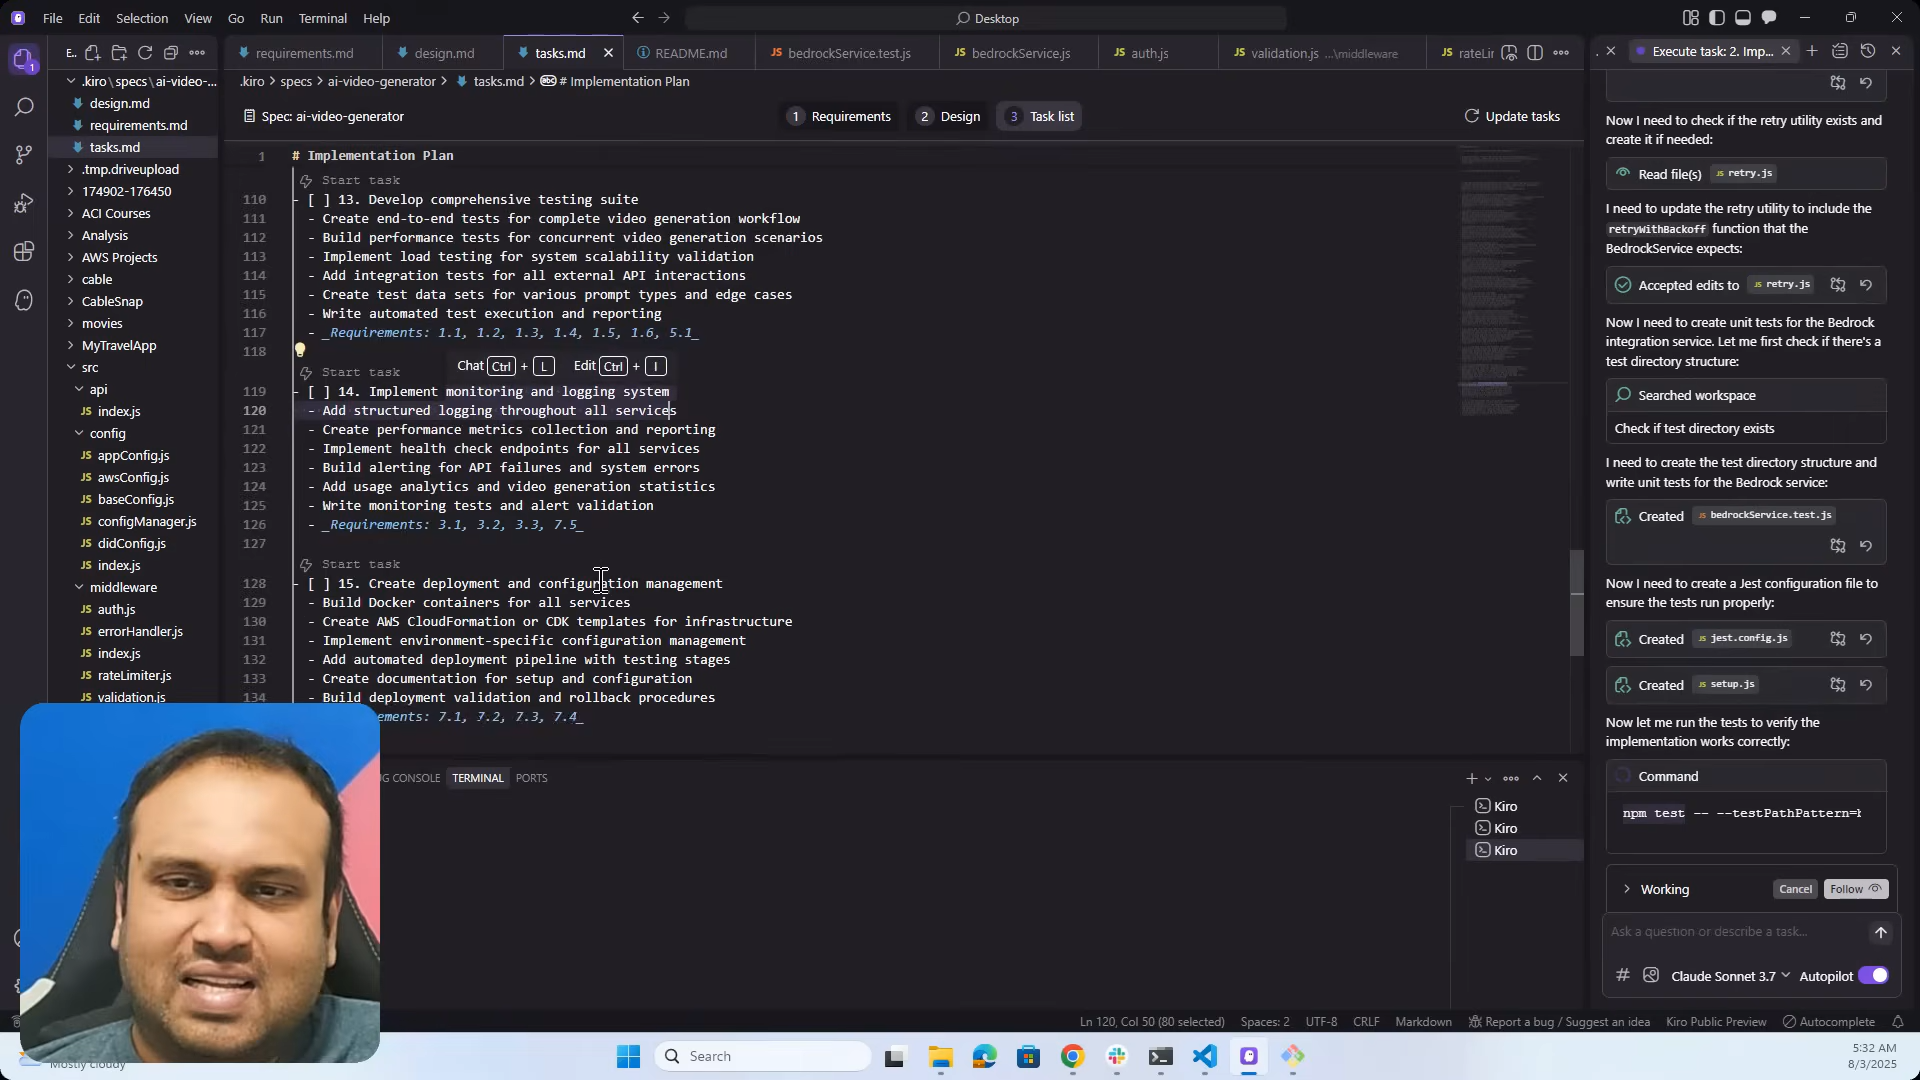 File Edit Selection View Go Run Terminal Help
Desktop
E..
requirements.md
design.md
tasks.md
README.md
bedrockService.test.js
bedrockService.js
auth.js
validation.js ...\middleware
rateLir
Execute task: 2. Imp...
.kiro > specs > ai-video-generator > tasks.md > # Implementation Plan
Spec: ai-video-generator
1 Requirements
2 Design
3 Task list
Update tasks
.kiro\specs\ai-video-...
design.md
requirements.md
tasks.md
.tmp.driveupload
174902-176450
ACI Courses
Analysis
AWS Projects
cable
CableSnap
movies
MyTravelApp
src
api
JS index.js
config
JS appConfig.js
JS awsConfig.js
JS baseConfig.js
JS configManager.js
JS didConfig.js
JS index.js
middleware
JS auth.js
JS errorHandler.js
JS index.js
JS rateLimiter.js
JS validation.js
1 # Implementation Plan
Start task
110 - [ ] 13. Develop comprehensive testing suite
111 - Create end-to-end tests for complete video generation workflow
112 - Build performance tests for concurrent video generation scenarios
113 - Implement load testing for system scalability validation
114 - Add integration tests for all external API interactions
115 - Create test data sets for various prompt types and edge cases
116 - Write automated test execution and reporting
117 - _Requirements: 1.1, 1.2, 1.3, 1.4, 1.5, 1.6, 5.1_
118
Chat Ctrl + L Edit Ctrl + I
Start task
119 - [ ] 14. Implement monitoring and logging system
120 - Add structured logging throughout all services
121 - Create performance metrics collection and reporting
122 - Implement health check endpoints for all services
123 - Build alerting for API failures and system errors
124 - Add usage analytics and video generation statistics
125 - Write monitoring tests and alert validation
126 - _Requirements: 3.1, 3.2, 3.3, 7.5_
127
Start task
128 - [ ] 15. Create deployment and configuration management
129 - Build Docker containers for all services
130 - Create AWS CloudFormation or CDK templates for infrastructure
131 - Implement environment-specific configuration management
132 - Add automated deployment pipeline with testing stages
133 - Create documentation for setup and configuration
134 - Build deployment validation and rollback procedures
ements: 7.1, 7.2, 7.3, 7.4_
G CONSOLE TERMINAL PORTS
Kiro
Kiro
Kiro
Now I need to check if the retry utility exists and
create it if needed:
Read file(s) JS retry.js
I need to update the retry utility to include the
retryWithBackoff function that the
BedrockService expects:
Accepted edits to JS retry.js
Now I need to create unit tests for the Bedrock
integration service. Let me first check if there's a
test directory structure:
Searched workspace
Check if test directory exists
I need to create the test directory structure and
write unit tests for the Bedrock service:
Created JS bedrockService.test.js
Now I need to create a Jest configuration file to
ensure the tests run properly:
Created JS jest.config.js
Created JS setup.js
Now let me run the tests to verify the
implementation works correctly:
Command
npm test -- --testPathPattern=
Working Cancel Follow
Ask a question or describe a task...
# Claude Sonnet 3.7 Autopilot
Ln 120, Col 50 (80 selected) Spaces: 2 UTF-8 CRLF Markdown Report a bug / Suggest an idea Kiro Public Preview Autocomplete
Mostly cloudy
Search
5:32 AM
8/3/2025